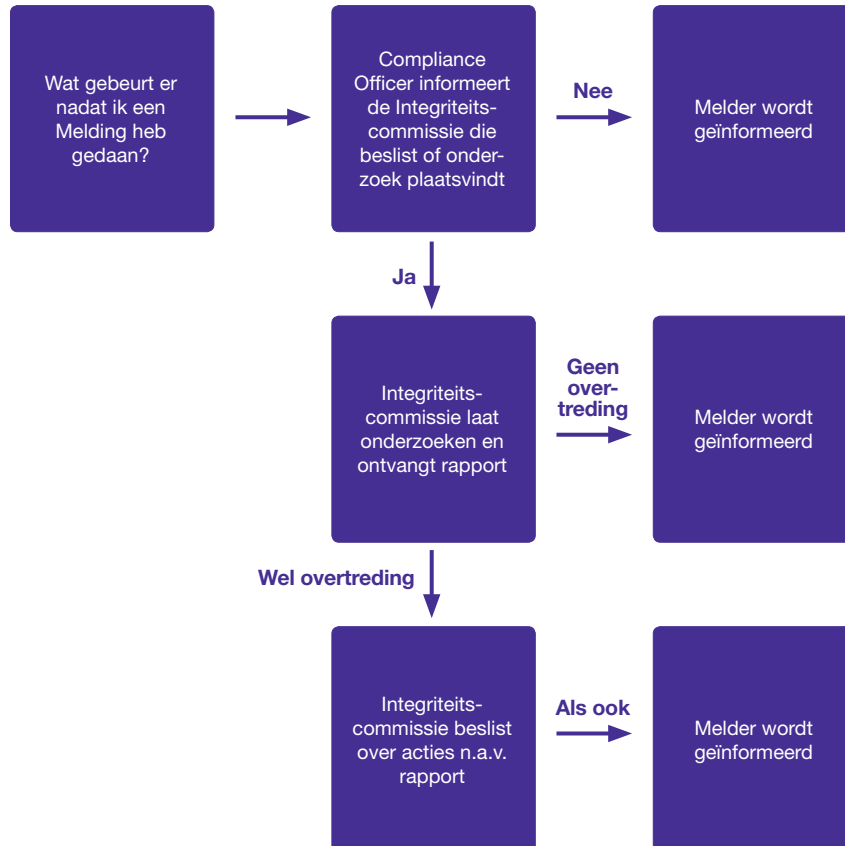 Wat gebeurt er
nadat ik een
Melding heb
gedaan?
Compliance
Officer informeert
de Integriteits-
commissie die
beslist of onder-
zoek plaatsvindt
Nee
Melder wordt
geïnformeerd
Ja
Integriteits-
commissie laat
onderzoeken en
ontvangt rapport
Geen
over-
treding
Melder wordt
geïnformeerd
Wel overtreding
Integriteits-
commissie beslist
over acties n.a.v.
rapport
Als ook
Melder wordt
geïnformeerd